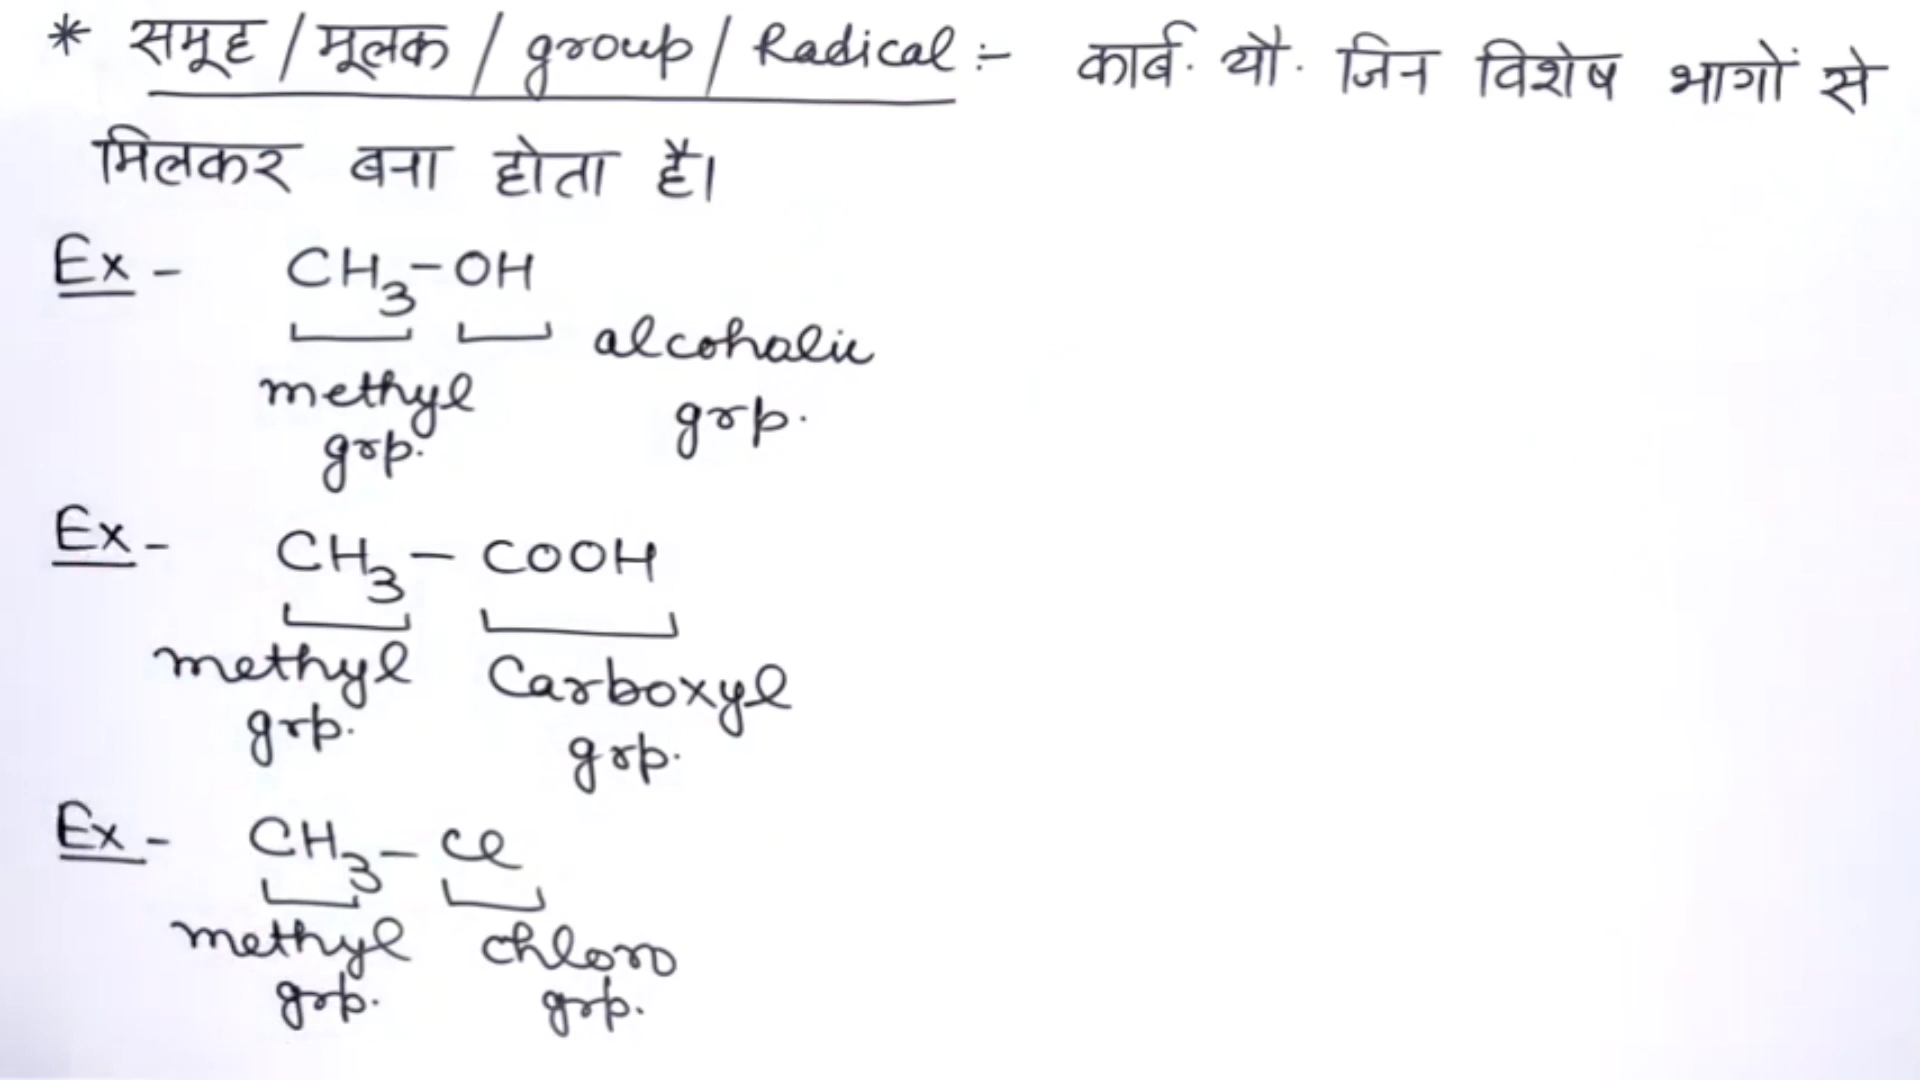 * समूह / मूलक / group / Radical :- कार्ब. यौ. जिन विशेष भागों से
मिलकर बना होता है।
Ex - CH3-OH
alcohalic
methyl
grp.
grp.
Ex - CH3 - COOH
methyl Carboxyl
grp. grp.
Ex - CH3 - Cl
methyl chloro
grp. grp.